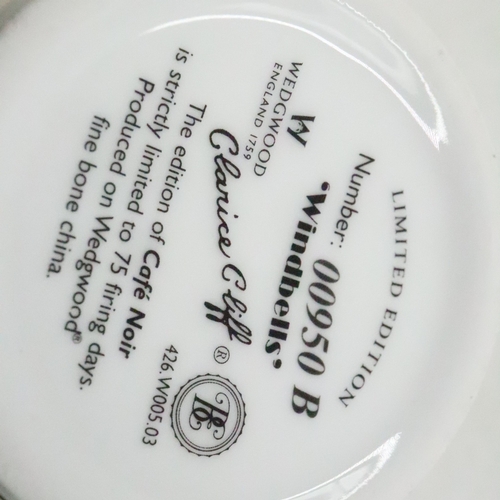 LIMITED EDITION
Number: 00950 B
'Windbells'
W
WEDGWOOD
ENGLAND 1759
Clarice Cliff ®
The edition of Café Noir
is strictly limited to 75 firing days.
Produced on Wedgwood®
fine bone china.
426.W005.03